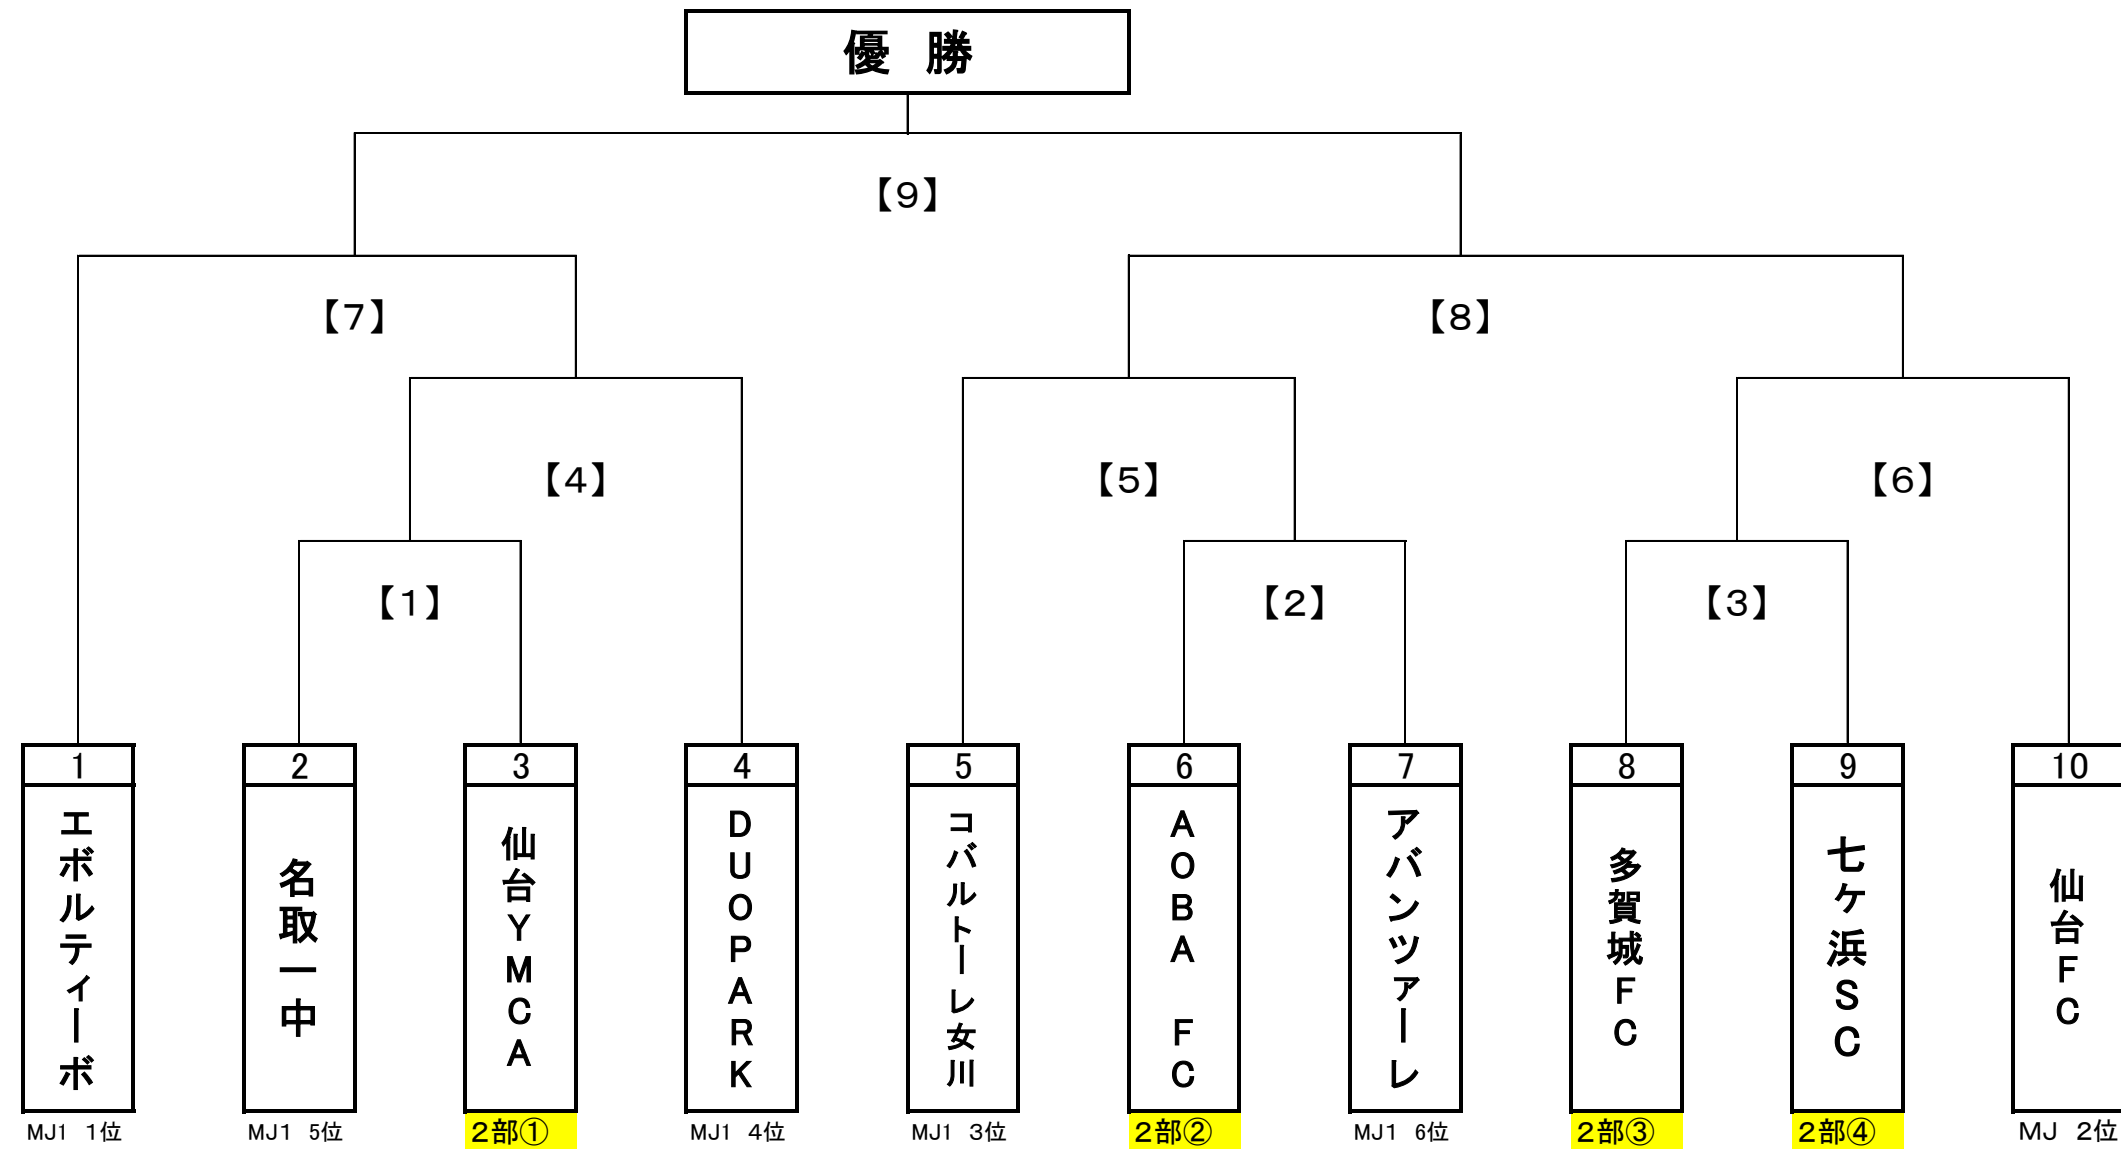 優　勝
【9】
【7】
【8】
【4】
【5】
【6】
【1】
【2】
【3】
1
2
3
4
5
6
7
8
9
10
エボルティーボ
名取一中
仙台YMCA
DUOPARK
コバルトーレ女川
AOBA　FC
アバンツァーレ
多賀城FC
七ケ浜SC
仙台FC
MJ1　1位
MJ1　5位
2部①
MJ1　4位
MJ1　3位
2部②
MJ1　6位
2部③
2部④
MJ　2位